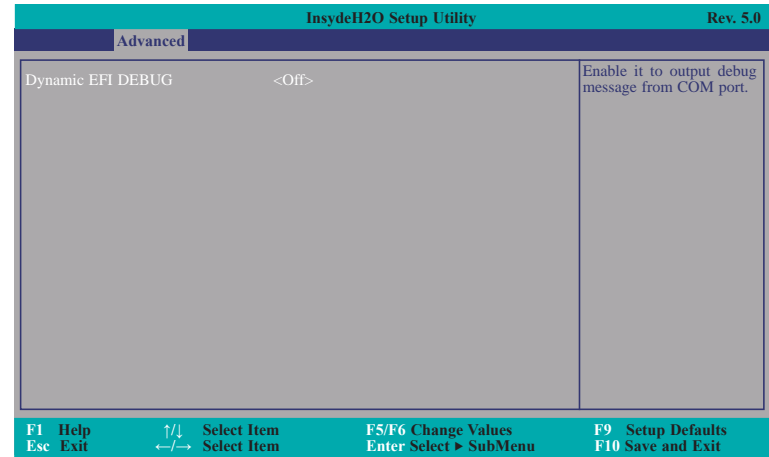 InsydeH2O Setup Utility Rev. 5.0
Advanced
Dynamic EFI DEBUG <Off>
Enable it to output debug
message from COM port.
F1 Help ↑/↓ Select Item F5/F6 Change Values F9 Setup Defaults
Esc Exit ←/→ Select Item Enter Select ► SubMenu F10 Save and Exit